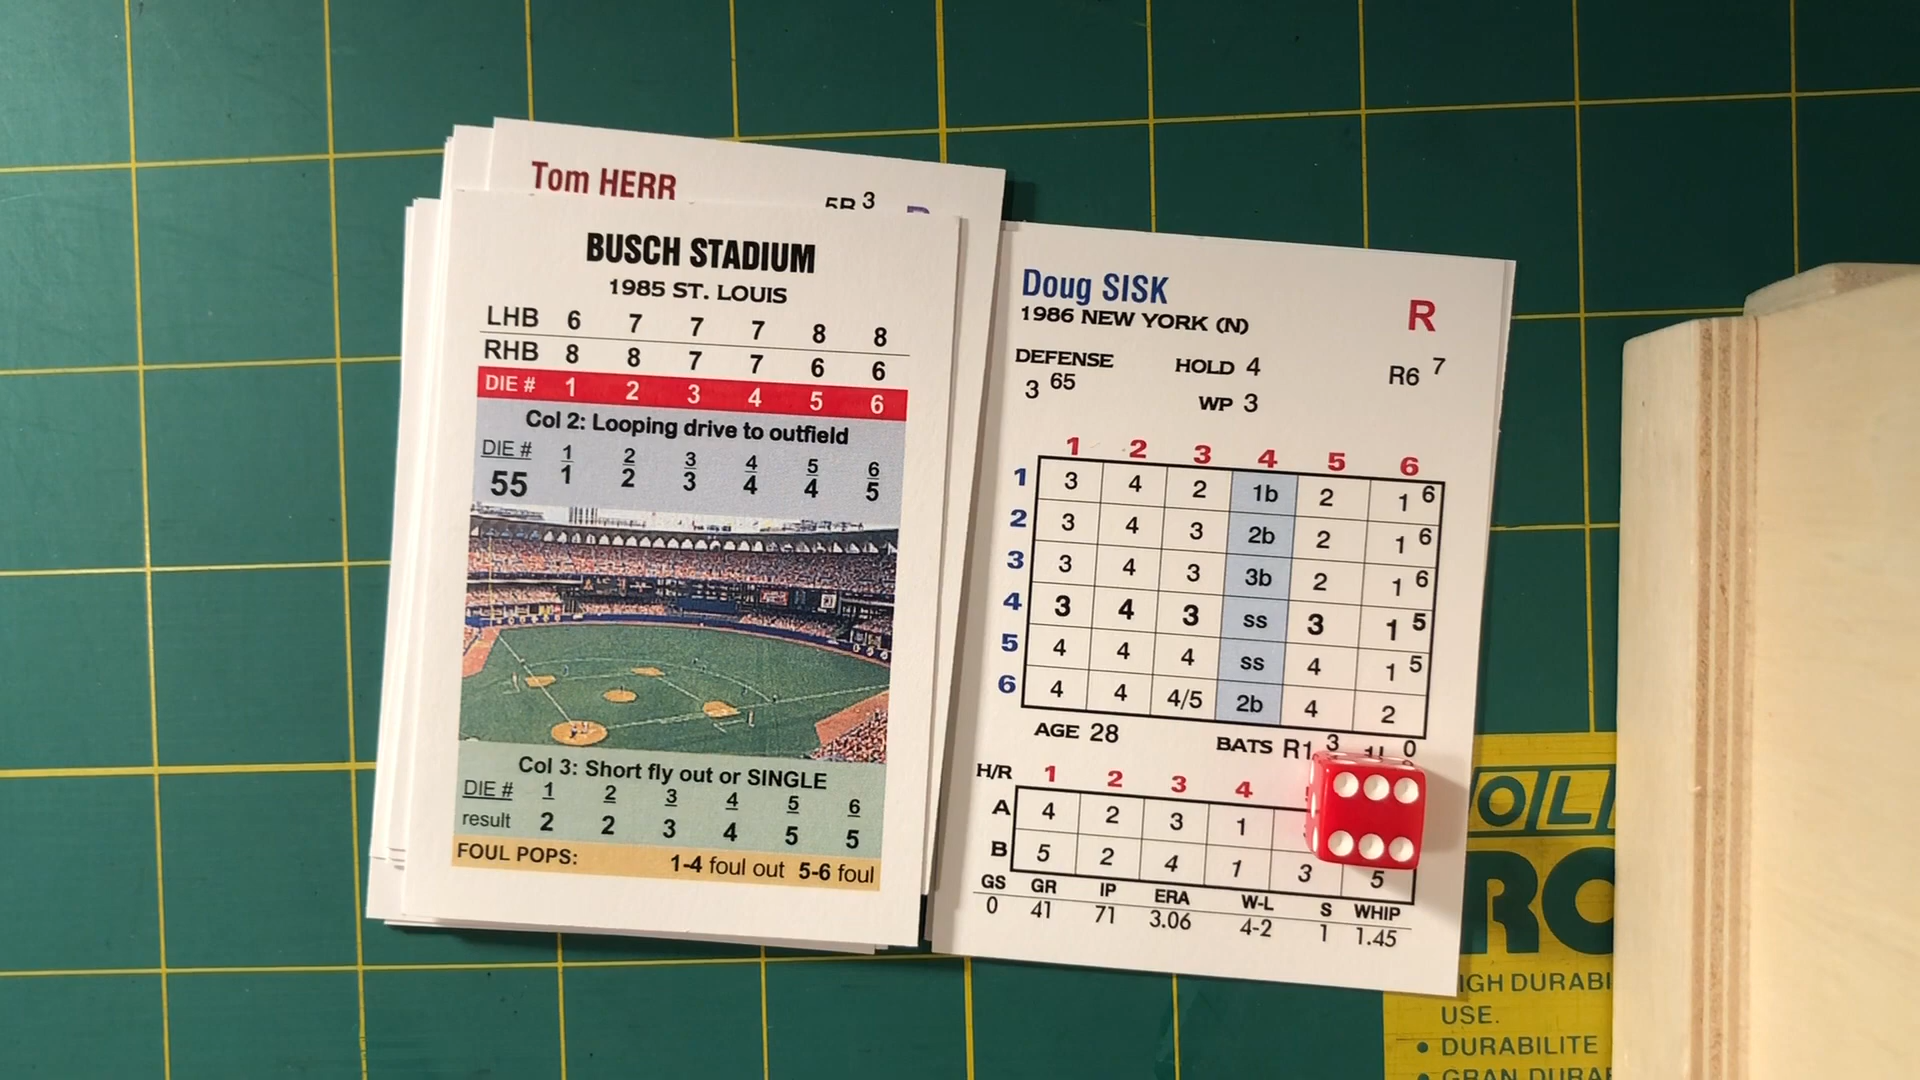 Tom HERR
3
BUSCH STADIUM
1985 ST. LOUIS
LHB 6 7 7 7 8 8
RHB 8 8 7 7 6 6
DIE # 1 2 3 4 5 6
Col 2: Looping drive to outfield
DIE # 1 2 3 4 5 6
55 1 2 3 4 4 5
Col 3: Short fly out or SINGLE
DIE # 1 2 3 4 5 6
result 2 2 3 4 5 5
FOUL POPS: 1-4 foul out 5-6 foul
Doug SISK
1986 NEW YORK (N)
R
DEFENSE
3 65
HOLD 4
WP 3
R6 7
1 2 3 4 5 6
1 3 4 2 1b 2 1 6
2 3 4 3 2b 2 1 6
3 3 4 3 3b 2 1 6
4 3 4 3 ss 3 1 5
5 4 4 4 ss 4 1 5
6 4 4 4/5 2b 4 2
AGE 28 BATS R1 3 0
H/R 1 2 3 4
A 4 2 3 1
B 5 2 4 1 3 5
GS GR IP ERA W-L S WHIP
0 41 71 3.06 4-2 1 1.45
OL
RO
HIGH DURABI
USE.
• DURABILITE
• GRAN DURAB